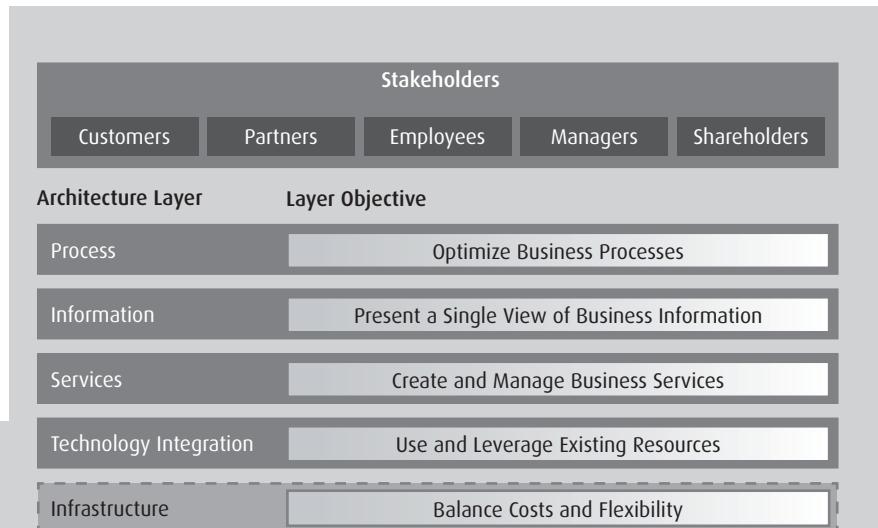 Stakeholders
Customers Partners Employees Managers Shareholders
Architecture Layer Layer Objective
Process Optimize Business Processes
Information Present a Single View of Business Information
Services Create and Manage Business Services
Technology Integration Use and Leverage Existing Resources
Infrastructure Balance Costs and Flexibility